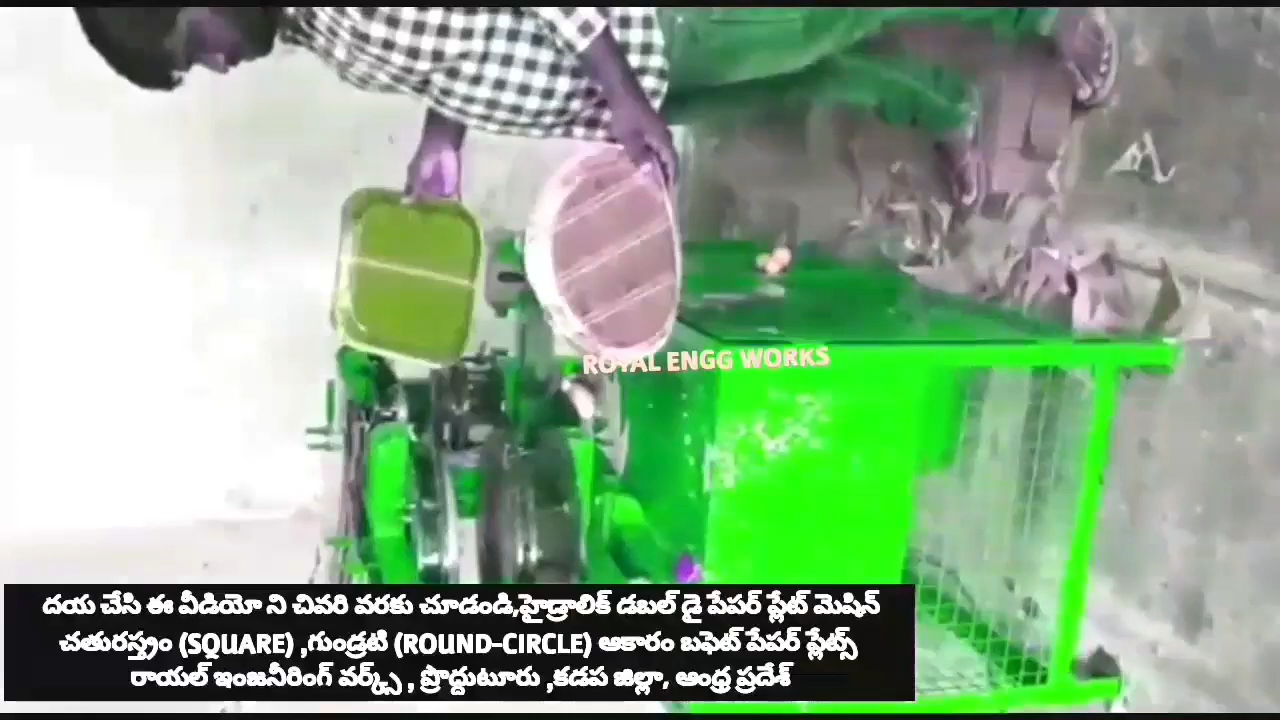 ROYAL ENGG WORKS
దయ చేసి ఈ వీడియో ని చివరి వరకు చూడండి,హైడ్రాలిక్ డబల్ డై పేపర్ ప్లేట్ మెషిన్
చతురస్త్రం (SQUARE) ,గుండ్రటి (ROUND-CIRCLE) ఆకారం బఫెట్ పేపర్ ప్లేట్స్
రాయల్ ఇంజనీరింగ్ వర్క్స్ , ప్రొద్దుటూరు ,కడప జిల్లా, ఆంధ్ర ప్రదేశ్